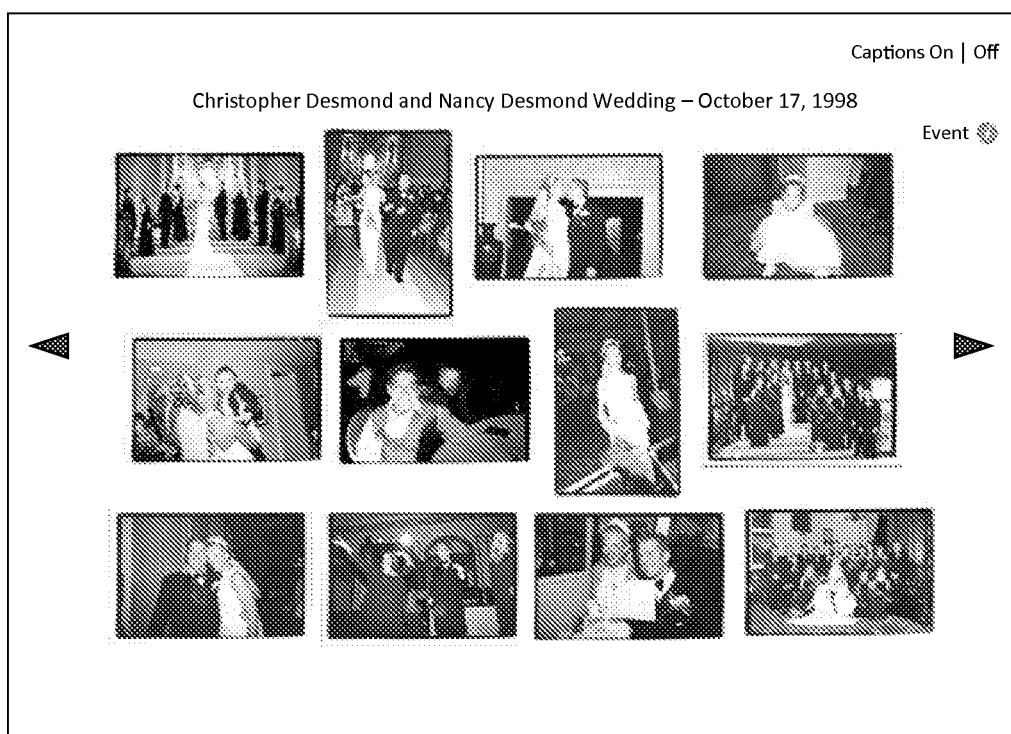 Captions On | Off
Christopher Desmond and Nancy Desmond Wedding – October 17, 1998
Event